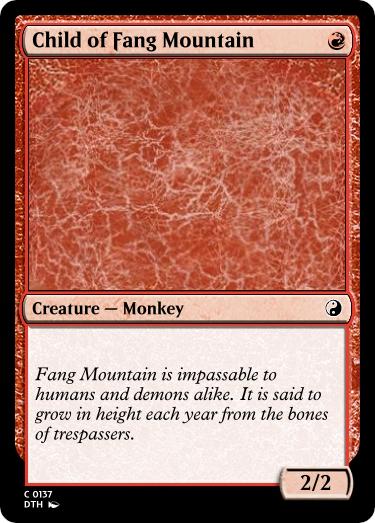 Child of Fang Mountain
Creature — Monkey
Fang Mountain is impassable to
humans and demons alike. It is said to
grow in height each year from the bones
of trespassers.
2/2
C 0137
DTH